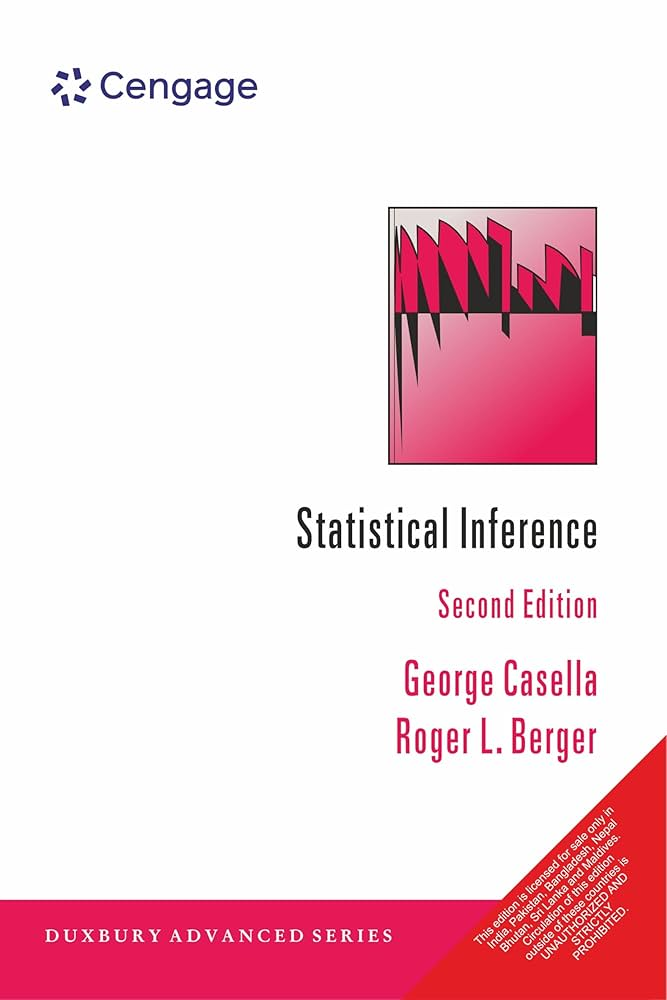 Cengage
Statistical Inference
Second Edition
George Casella
Roger L. Berger
This edition is licensed for sale only in
India, Pakistan, Bangladesh, Nepal
Bhutan, Sri Lanka and Maldives.
Circulation of this edition
outside of these countries is
UNAUTHORIZED AND
STRICTLY
PROHIBITED.
DUXBURY ADVANCED SERIES